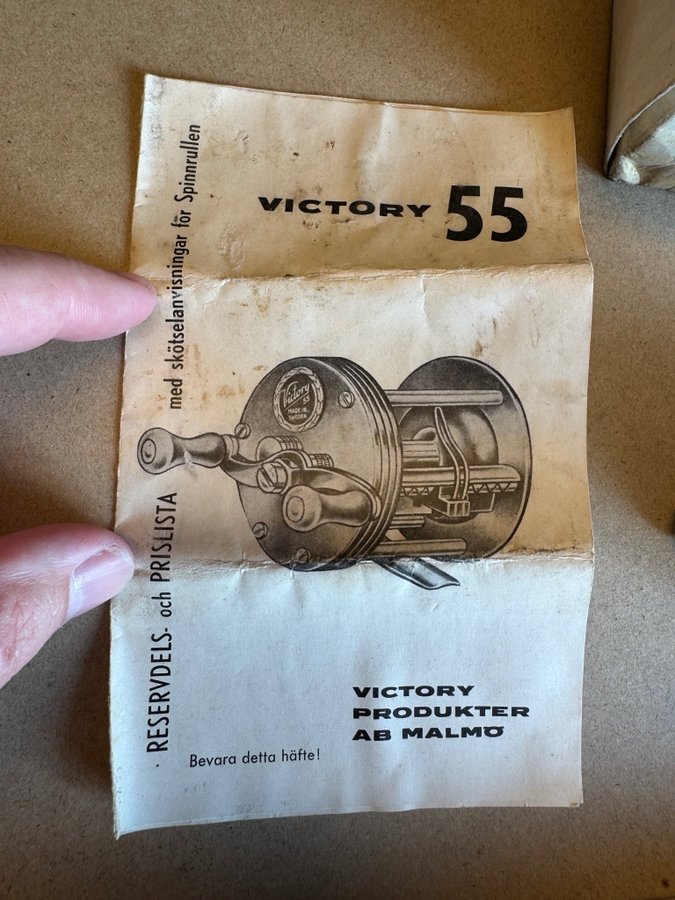 RESERVDELS- och PRISLISTA med skötselanvisningar för Spinnrullen
VICTORY 55
Victory
55
MADE IN
SWEDEN
VICTORY
PRODUKTER
AB MALMÖ
Bevara detta häfte!